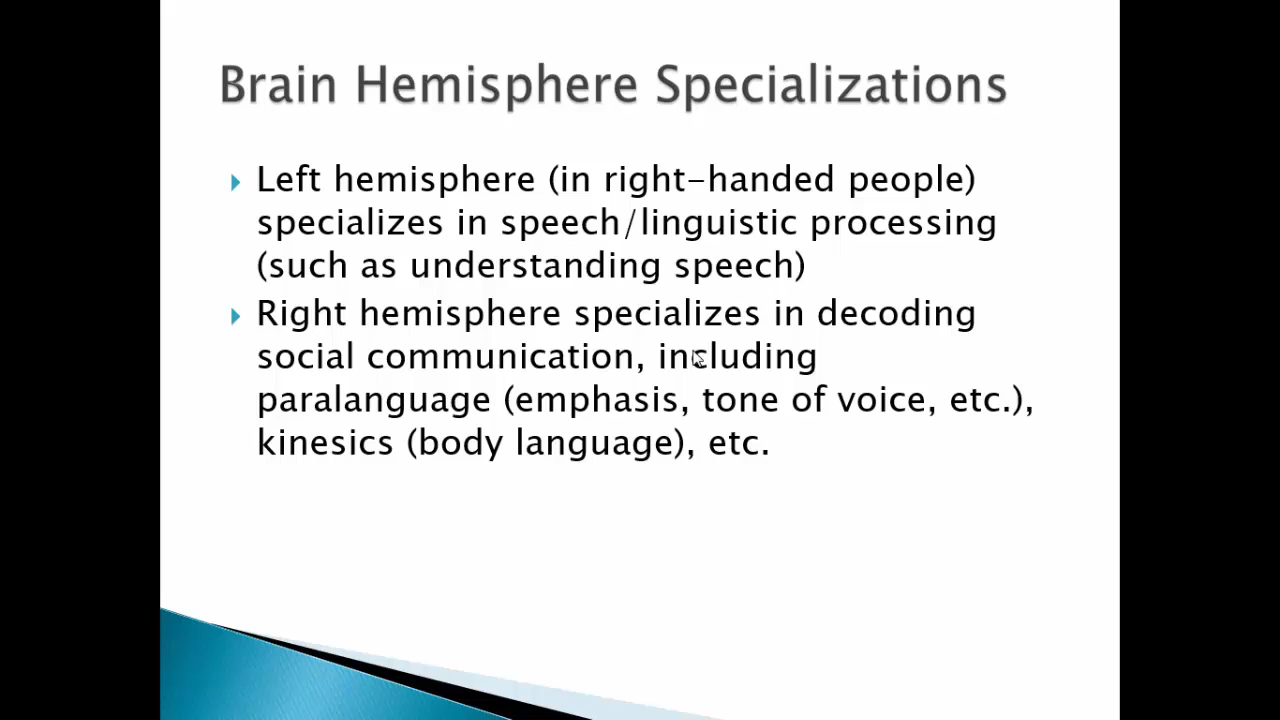 Brain Hemisphere Specializations
Left hemisphere (in right-handed people)
specializes in speech/linguistic processing
(such as understanding speech)
Right hemisphere specializes in decoding
social communication, including
paralanguage (emphasis, tone of voice, etc.),
kinesics (body language), etc.